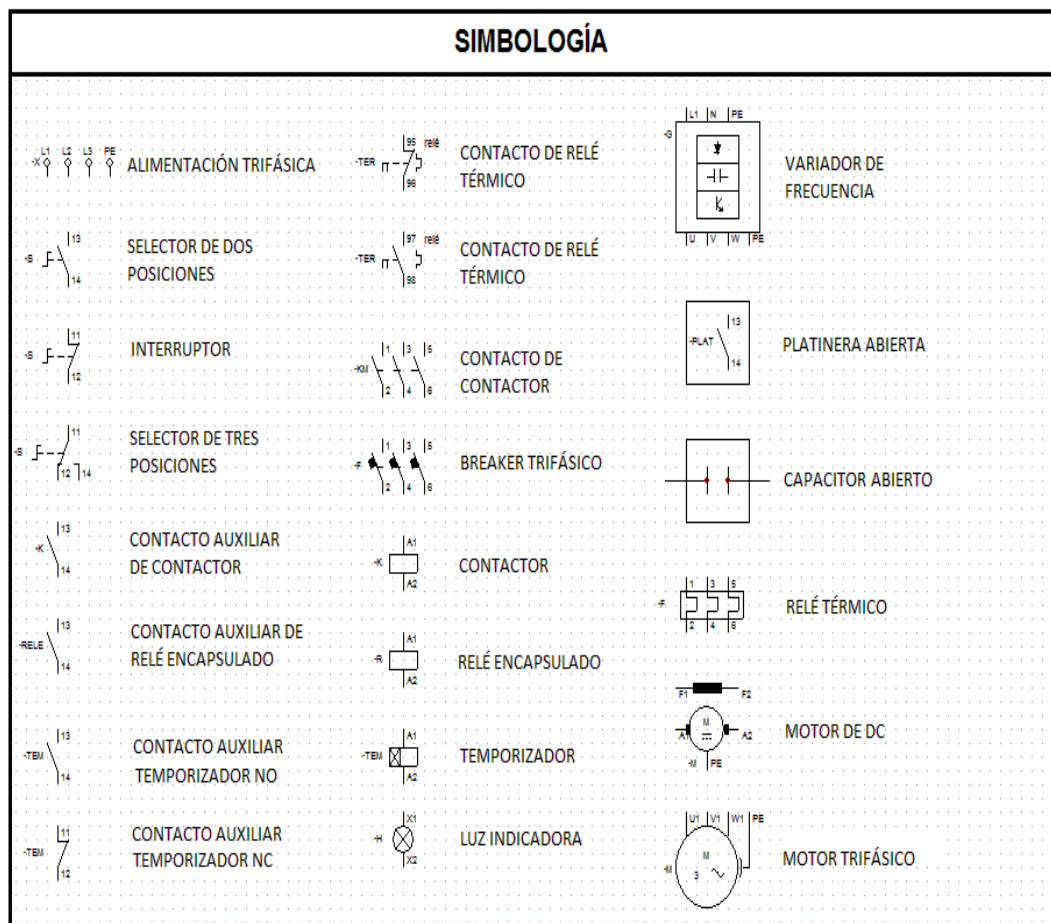 SIMBOLOGÍA
L1 L2 L3 PE
-X
ALIMENTACIÓN TRIFÁSICA
13
-S
14
SELECTOR DE DOS
POSICIONES
11
-S
12
INTERRUPTOR
11
-S
12 14
SELECTOR DE TRES
POSICIONES
13
-K
14
CONTACTO AUXILIAR
DE CONTACTOR
13
-RELE
14
CONTACTO AUXILIAR DE
RELÉ ENCAPSULADO
13
-TEM
14
CONTACTO AUXILIAR
TEMPORIZADOR NO
11
-TEM
12
CONTACTO AUXILIAR
TEMPORIZADOR NC
95 relé
-TER
96
CONTACTO DE RELÉ
TÉRMICO
97 relé
-TER
98
CONTACTO DE RELÉ
TÉRMICO
1 3 5
-KM
2 4 6
CONTACTO DE
CONTACTOR
1 3 5
-F
2 4 6
BREAKER TRIFÁSICO
A1
-K
A2
CONTACTOR
A1
-R
A2
RELÉ ENCAPSULADO
A1
-TEM
A2
TEMPORIZADOR
X1
-H
X2
LUZ INDICADORA
L1 N PE
-G
U V W PE
VARIADOR DE
FRECUENCIA
13
-PLAT
14
PLATINERA ABIERTA
CAPACITOR ABIERTO
1 3 5
-F
2 4 6
RELÉ TÉRMICO
F1 F2
M
A1 A2
-M PE
MOTOR DE DC
U1 V1 W1 PE
M
-M
3
MOTOR TRIFÁSICO